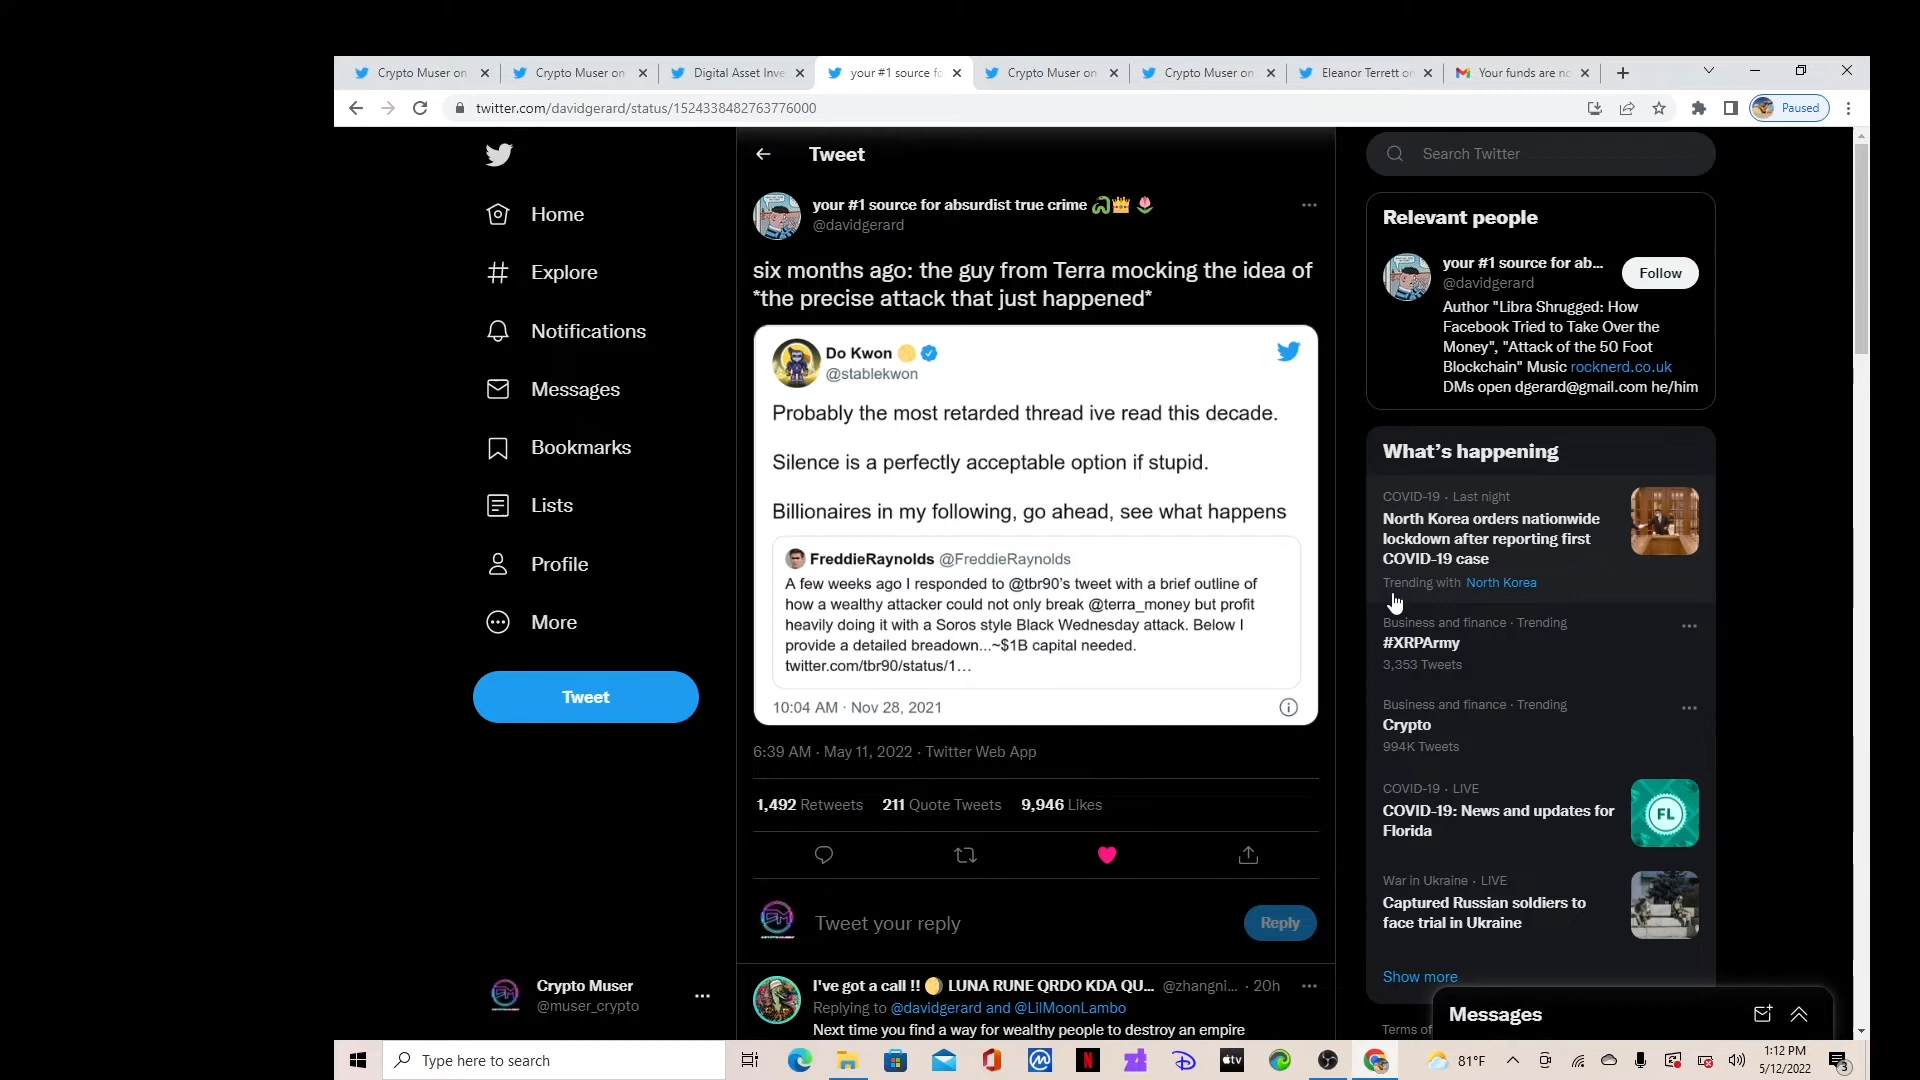 Crypto Muser on
Crypto Muser on
Digital Asset Inve
your #1 source fo
Crypto Muser on
Crypto Muser on
Eleanor Terrett on
Your funds are no
twitter.com/davidgerard/status/1524338482763776000
Paused
Home
Explore
Notifications
Messages
Bookmarks
Lists
Profile
More
Tweet
Crypto Muser
@muser_crypto
Tweet
your #1 source for absurdist true crime
@davidgerard
six months ago: the guy from Terra mocking the idea of
*the precise attack that just happened*
Do Kwon
@stablekwon
Probably the most retarded thread ive read this decade.
Silence is a perfectly acceptable option if stupid.
Billionaires in my following, go ahead, see what happens
FreddieRaynolds @FreddieRaynolds
A few weeks ago I responded to @tbr90's tweet with a brief outline of
how a wealthy attacker could not only break @terra_money but profit
heavily doing it with a Soros style Black Wednesday attack. Below I
provide a detailed breadown...~$1B capital needed.
twitter.com/tbr90/status/1…
10:04 AM · Nov 28, 2021
6:39 AM · May 11, 2022 · Twitter Web App
1,492 Retweets 211 Quote Tweets 9,946 Likes
Tweet your reply
Reply
I've got a call !! LUNA RUNE QRDO KDA QU... @zhangni... · 20h
Replying to @davidgerard and @LilMoonLambo
Next time you find a way for wealthy people to destroy an empire
Search Twitter
Relevant people
your #1 source for ab...
@davidgerard
Follow
Author "Libra Shrugged: How
Facebook Tried to Take Over the
Money", "Attack of the 50 Foot
Blockchain" Music rocknerd.co.uk
DMs open dgerard@gmail.com he/him
What's happening
COVID-19 · Last night
North Korea orders nationwide
lockdown after reporting first
COVID-19 case
Trending with North Korea
Business and finance · Trending
#XRPArmy
3,353 Tweets
Business and finance · Trending
Crypto
994K Tweets
COVID-19 · LIVE
COVID-19: News and updates for
Florida
FL
War in Ukraine · LIVE
Captured Russian soldiers to
face trial in Ukraine
Show more
Terms of
Messages
Type here to search
tv
81°F
1:12 PM
5/12/2022
3